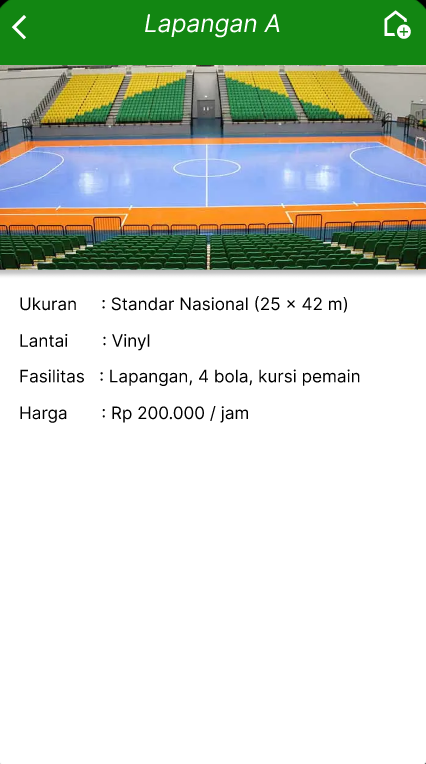 Lapangan A
Ukuran : Standar Nasional (25 x 42 m)
Lantai : Vinyl
Fasilitas : Lapangan, 4 bola, kursi pemain
Harga : Rp 200.000 / jam